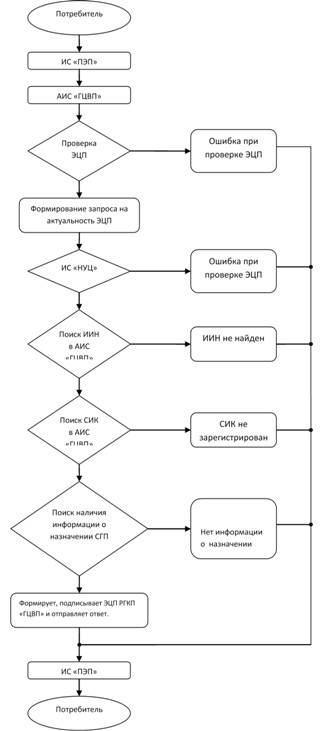 Потребитель
ИС «ПЭП»
АИС «ГЦВП»
Проверка
ЭЦП
Ошибка при
проверке ЭЦП
Формирование запроса на
актуальность ЭЦП
ИС «НУЦ»
Ошибка при
проверке ЭЦП
Поиск ИИН
в АИС
«ГЦВП»
ИИН не найден
Поиск СИК
в АИС
«ГЦВП»
СИК не
зарегистрирован
Поиск наличия
информации о
назначении СГП
Нет информации
о назначении
Формирует, подписывает ЭЦП РГКП
«ГЦВП» и отправляет ответ.
ИС «ПЭП»
Потребитель